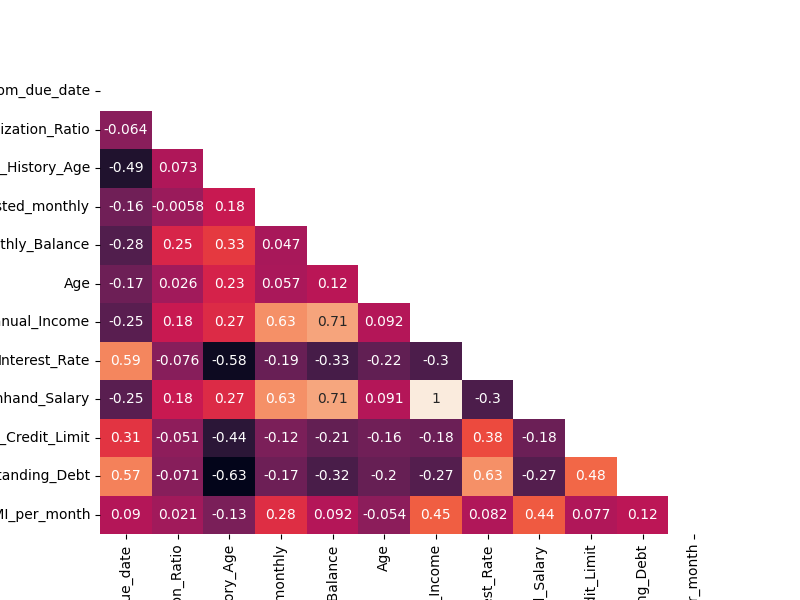 om_due_date
ization_Ratio -0.064
_History_Age -0.49 0.073
sted_monthly -0.16 -0.0058 0.18
thly_Balance -0.28 0.25 0.33 0.047
Age -0.17 0.026 0.23 0.057 0.12
nual_Income -0.25 0.18 0.27 0.63 0.71 0.092
Interest_Rate 0.59 -0.076 -0.58 -0.19 -0.33 -0.22 -0.3
nhand_Salary -0.25 0.18 0.27 0.63 0.71 0.091 1 -0.3
_Credit_Limit 0.31 -0.051 -0.44 -0.12 -0.21 -0.16 -0.18 0.38 -0.18
tanding_Debt 0.57 -0.071 -0.63 -0.17 -0.32 -0.2 -0.27 0.63 -0.27 0.48
MI_per_month 0.09 0.021 -0.13 0.28 0.092 -0.054 0.45 0.082 0.44 0.077 0.12
ue_date
on_Ratio
ory_Age
monthly
Balance
Age
_Income
est_Rate
d_Salary
dit_Limit
ng_Debt
r_month